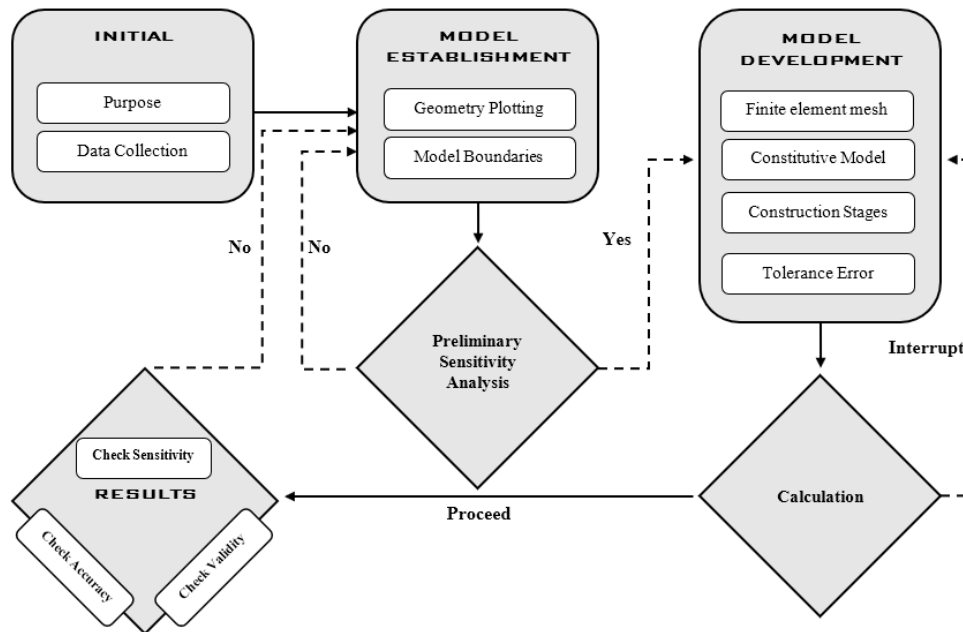 INITIAL
Purpose
Data Collection
MODEL
ESTABLISHMENT
Geometry Plotting
Model Boundaries
MODEL
DEVELOPMENT
Finite element mesh
Constitutive Model
Construction Stages
Tolerance Error
No
No
Yes
Preliminary
Sensitivity
Analysis
Interrupt
Check Sensitivity
RESULTS
Check Accuracy
Check Validity
Proceed
Calculation